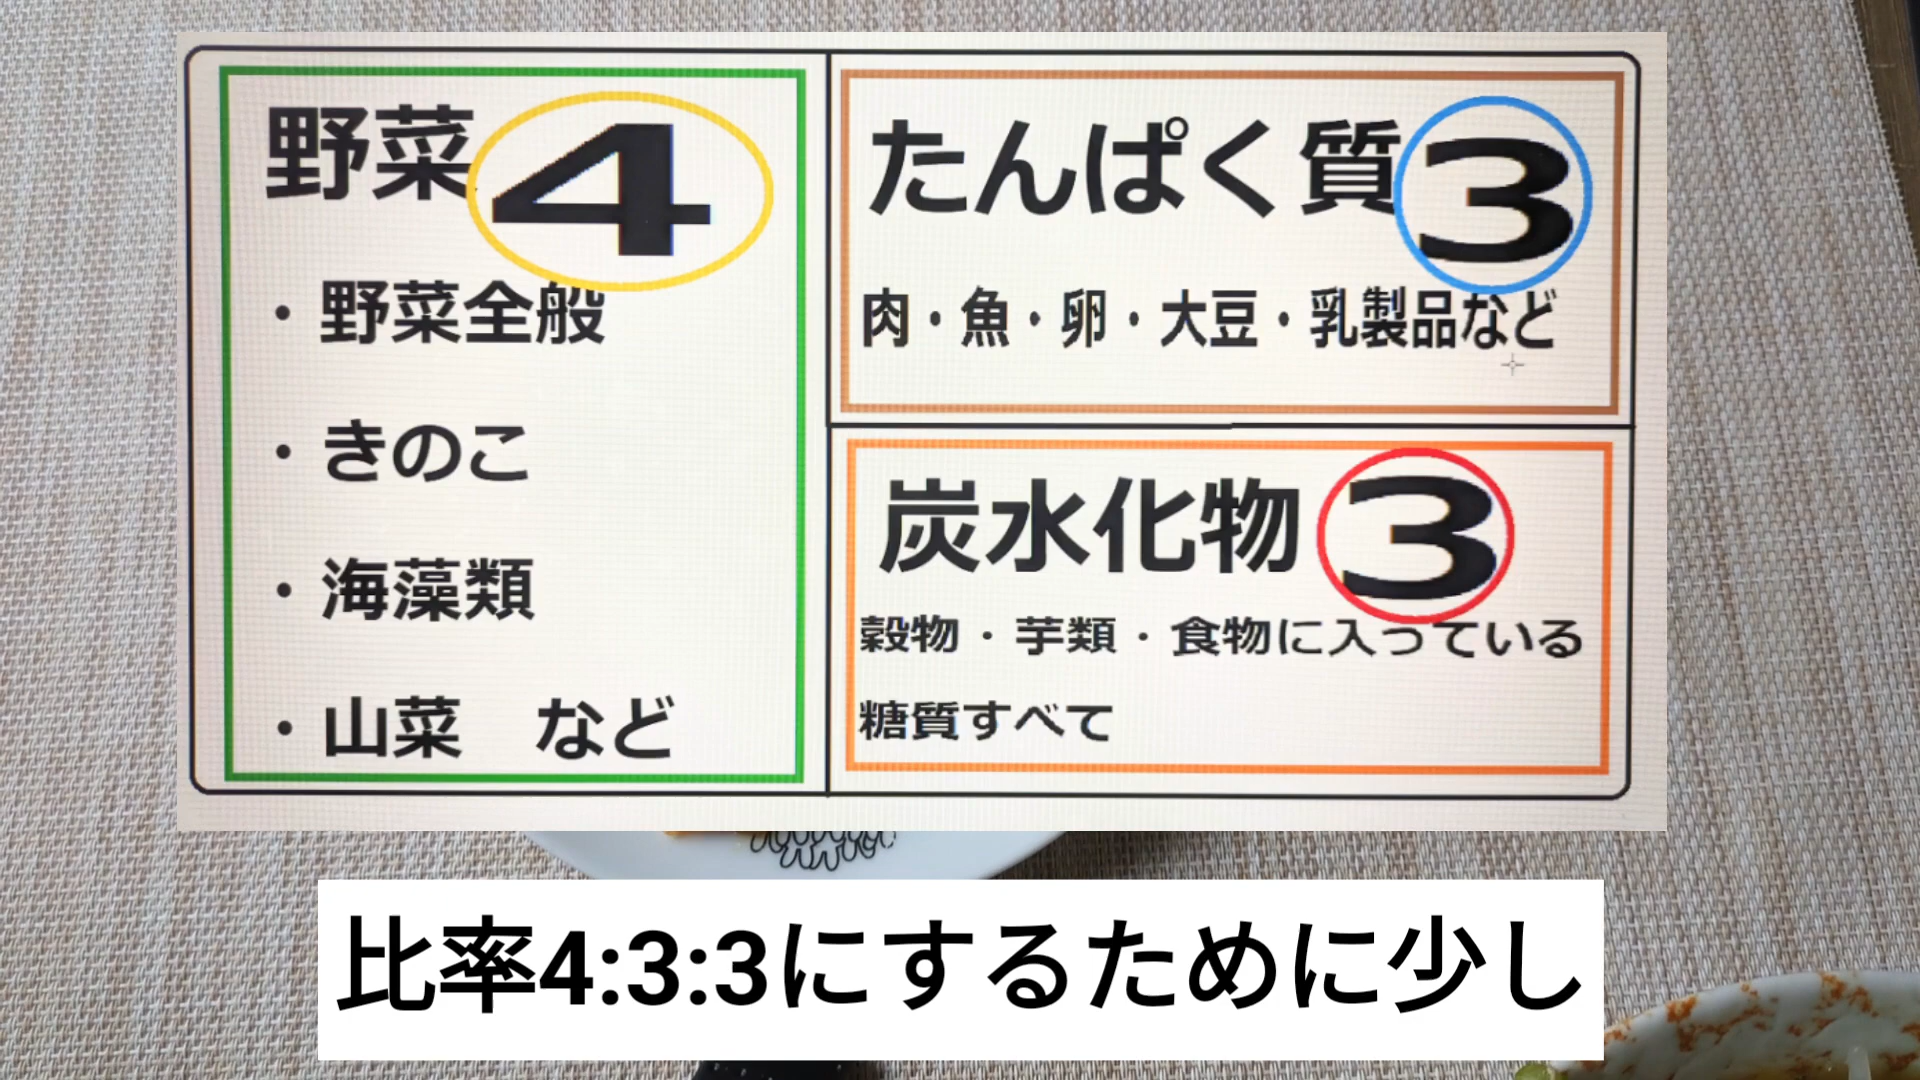 野菜4
・野菜全般
・きのこ
・海藻類
・山菜　など
たんぱく質3
肉・魚・卵・大豆・乳製品など
炭水化物3
穀物・芋類・食物に入っている
糖質すべて
比率4:3:3にするために少し